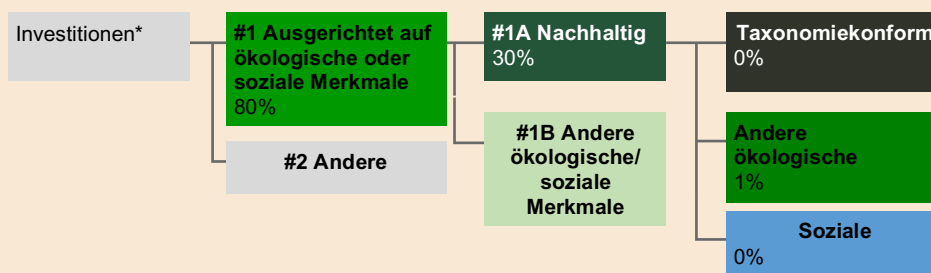 Investitionen*
#1 Ausgerichtet auf
ökologische oder
soziale Merkmale
80%
#2 Andere
#1A Nachhaltig
30%
#1B Andere
ökologische/
soziale
Merkmale
Taxonomiekonform
0%
Andere
ökologische
1%
Soziale
0%